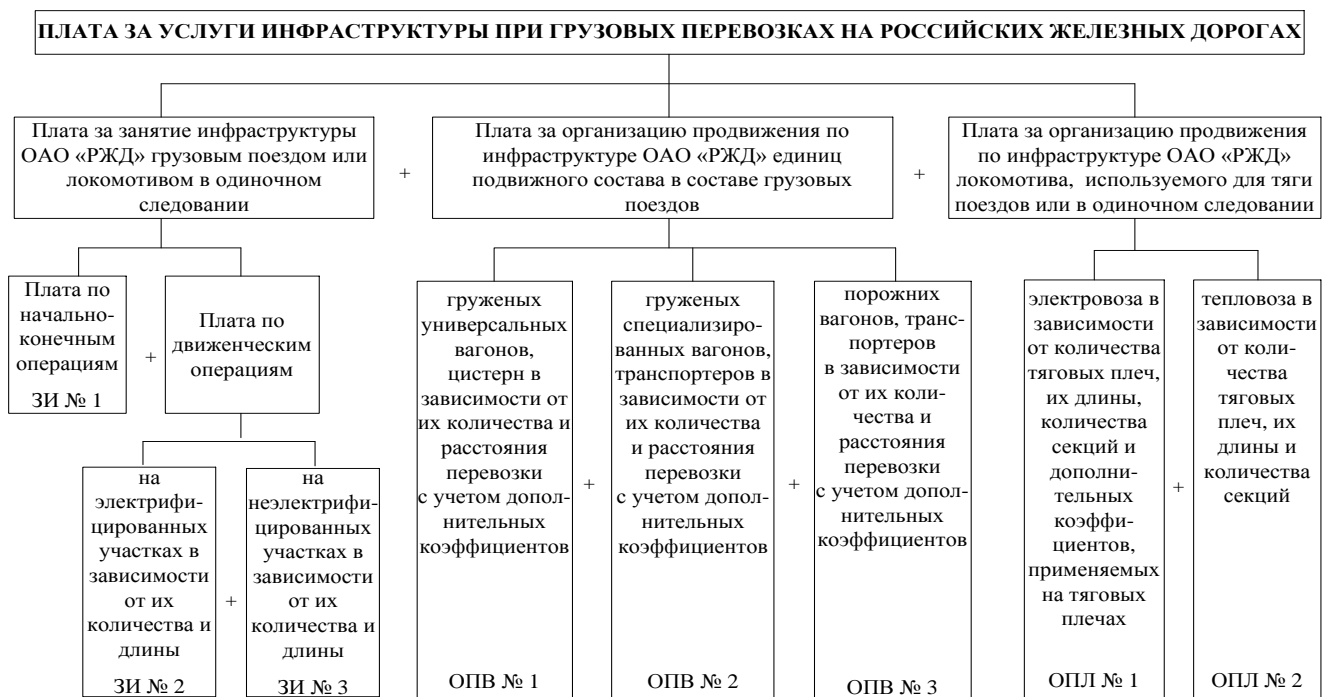 ПЛАТА ЗА УСЛУГИ ИНФРАСТРУКТУРЫ ПРИ ГРУЗОВЫХ ПЕРЕВОЗКАХ НА РОССИЙСКИХ ЖЕЛЕЗНЫХ ДОРОГАХ
Плата за занятие инфраструктуры
ОАО «РЖД» грузовым поездом или
локомотивом в одиночном
следовании
+
Плата за организацию продвижения по
инфраструктуре ОАО «РЖД» единиц
подвижного состава в составе грузовых
поездов
+
Плата за организацию продвижения
по инфраструктуре ОАО «РЖД»
локомотива, используемого для тяги
поездов или в одиночном следовании
Плата по
начально-
конечным
операциям
ЗИ № 1
+
Плата по
движенческим
операциям
на
электрифи-
цированных
участках в
зависимости
от их
количества и
длины
ЗИ № 2
+
на
неэлектрифи-
цированных
участках в
зависимости
от их
количества и
длины
ЗИ № 3
груженых
универсальных
вагонов,
цистерн в
зависимости от
их количества и
расстояния
перевозки
с учетом допол-
нительных
коэффициентов
ОПВ № 1
+
груженых
специализиро-
ванных вагонов,
транспортеров в
зависимости от
их количества
и расстояния
перевозки
с учетом допол-
нительных
коэффициентов
ОПВ № 2
+
порожних
вагонов, транс-
портеров
в зависимости
от их коли-
чества и
расстояния
перевозки
с учетом допол-
нительных
коэффициентов
ОПВ № 3
электровоза в
зависимости
от количества
тяговых плеч,
их длины,
количества
секций и
дополни-
тельных
коэффи-
циентов,
применяемых
на тяговых
плечах
ОПЛ № 1
+
тепловоза в
зависимости
от коли-
чества
тяговых
плеч, их
длины и
количества
секций
ОПЛ № 2